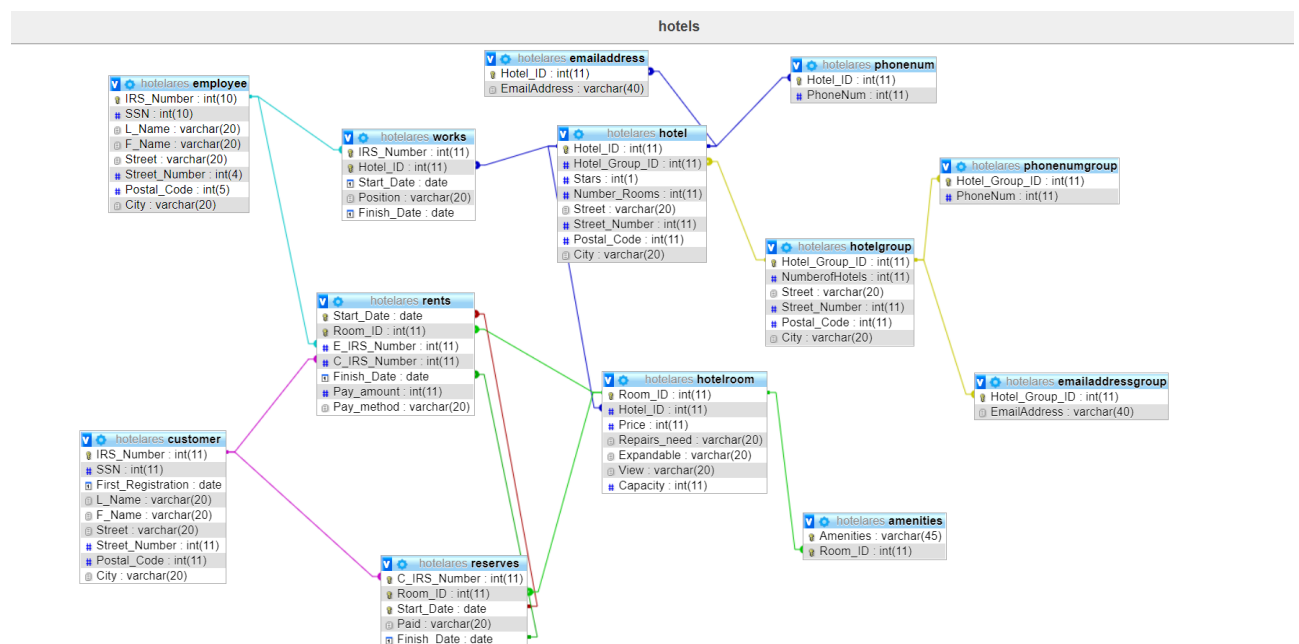 hotels
hotelares emailaddress
Hotel_ID : int(11)
EmailAddress : varchar(40)
hotelares phonenum
Hotel_ID : int(11)
PhoneNum : int(11)
hotelares employee
IRS_Number : int(10)
SSN : int(10)
L_Name : varchar(20)
F_Name : varchar(20)
Street : varchar(20)
Street_Number : int(4)
Postal_Code : int(5)
City : varchar(20)
hotelares works
IRS_Number : int(11)
Hotel_ID : int(11)
Start_Date : date
Position : varchar(20)
Finish_Date : date
hotelares hotel
Hotel_ID : int(11)
Hotel_Group_ID : int(11)
Stars : int(1)
Number_Rooms : int(11)
Street : varchar(20)
Street_Number : int(11)
Postal_Code : int(11)
City : varchar(20)
hotelares phonenumgroup
Hotel_Group_ID : int(11)
PhoneNum : int(11)
hotelares hotelgroup
Hotel_Group_ID : int(11)
NumberofHotels : int(11)
Street : varchar(20)
Street_Number : int(11)
Postal_Code : int(11)
City : varchar(20)
hotelares rents
Start_Date : date
Room_ID : int(11)
E_IRS_Number : int(11)
C_IRS_Number : int(11)
Finish_Date : date
Pay_amount : int(11)
Pay_method : varchar(20)
hotelares hotelroom
Room_ID : int(11)
Hotel_ID : int(11)
Price : int(11)
Repairs_need : varchar(20)
Expandable : varchar(20)
View : varchar(20)
Capacity : int(11)
hotelares emailaddressgroup
Hotel_Group_ID : int(11)
EmailAddress : varchar(40)
hotelares customer
IRS_Number : int(11)
SSN : int(11)
First_Registration : date
L_Name : varchar(20)
F_Name : varchar(20)
Street : varchar(20)
Street_Number : int(11)
Postal_Code : int(11)
City : varchar(20)
hotelares amenities
Amenities : varchar(45)
Room_ID : int(11)
hotelares reserves
C_IRS_Number : int(11)
Room_ID : int(11)
Start_Date : date
Paid : varchar(20)
Finish_Date : date